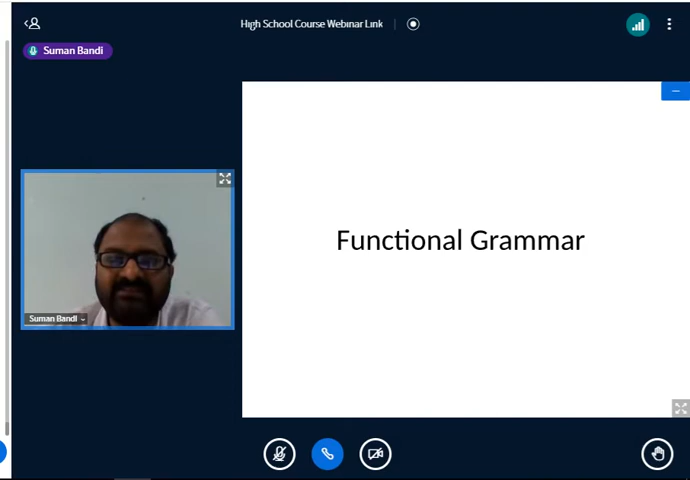 High School Course Webinar Link
Suman Bandi
Functional Grammar
Suman Bandi